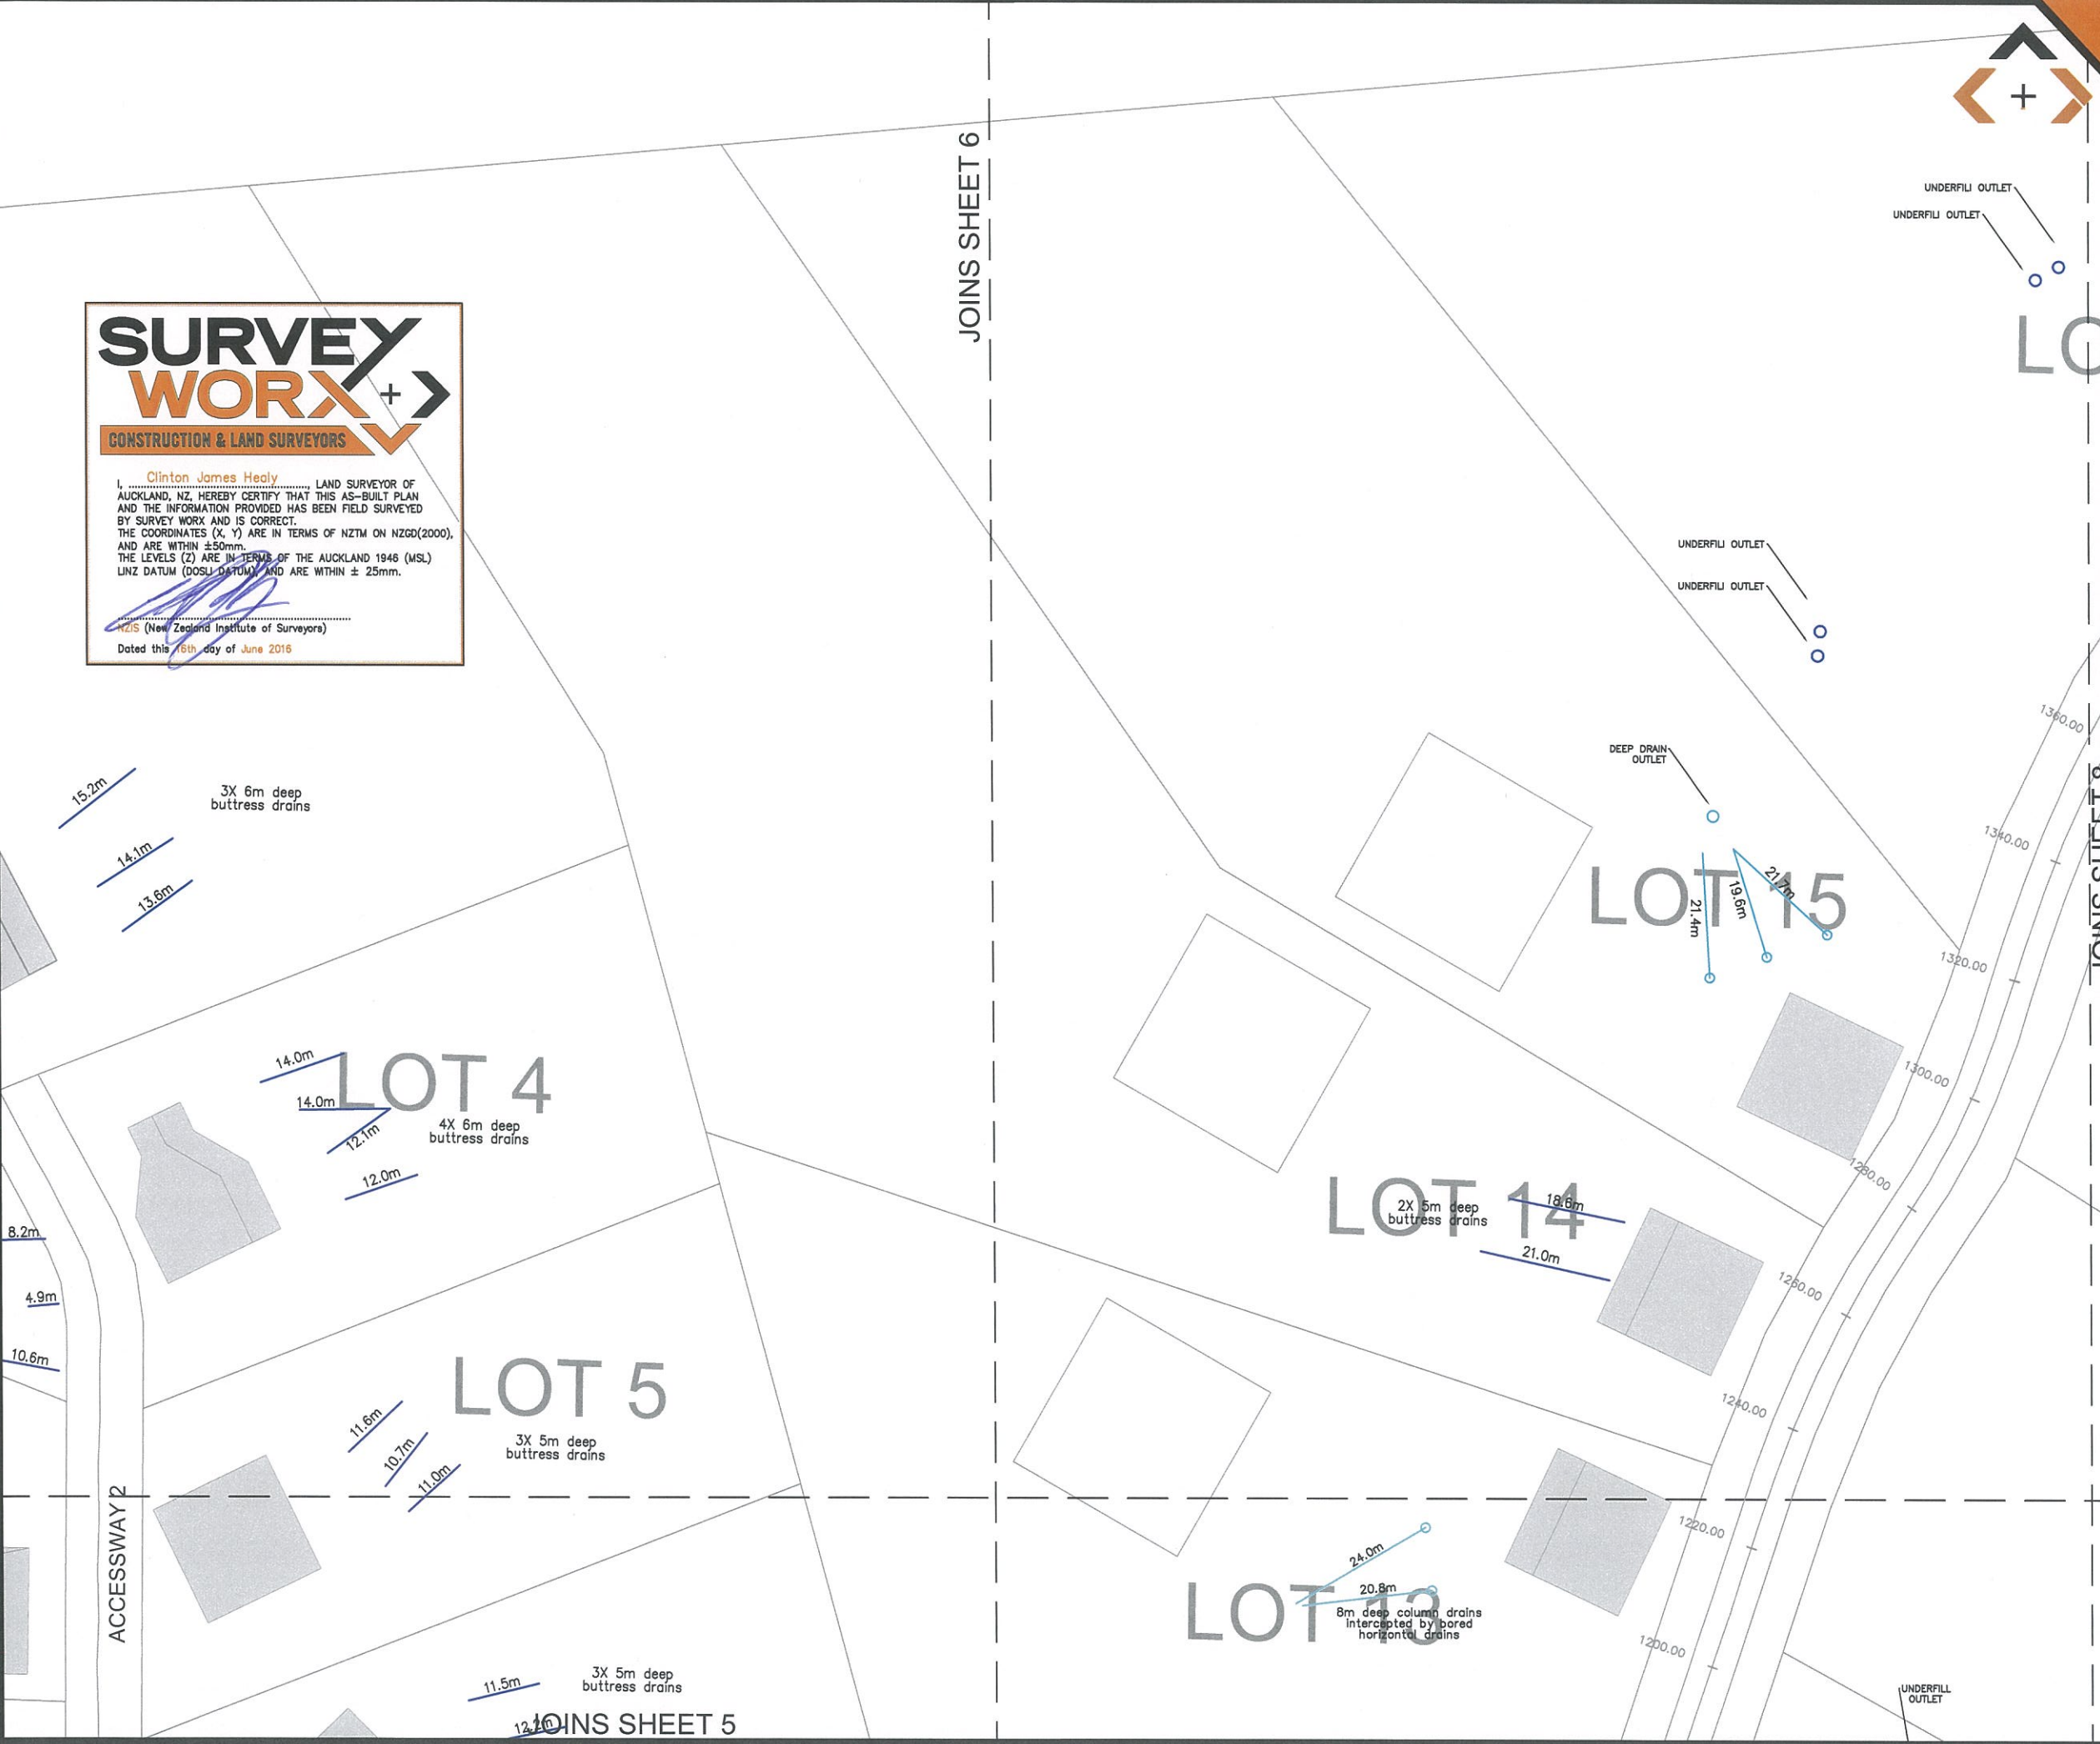 JOINS SHEET 6
UNDERFILL OUTLET
UNDERFILL OUTLET
LO
SURVEY
WORX
CONSTRUCTION & LAND SURVEYORS
I, Clinton James Healy, LAND SURVEYOR OF
AUCKLAND, NZ, HEREBY CERTIFY THAT THIS AS-BUILT PLAN
AND THE INFORMATION PROVIDED HAS BEEN FIELD SURVEYED
BY SURVEY WORX AND IS CORRECT.
THE COORDINATES (X, Y) ARE IN TERMS OF NZTM ON NZGD(2000),
AND ARE WITHIN ±50mm.
THE LEVELS (Z) ARE IN TERMS OF THE AUCKLAND 1946 (MSL)
LINZ DATUM (DOSLI DATUM), AND ARE WITHIN ± 25mm.
NZIS (New Zealand Institute of Surveyors)
Dated this 16th day of June 2016
UNDERFILL OUTLET
UNDERFILL OUTLET
1360.00
DEEP DRAIN
OUTLET
JOINS SHEET 8
15.2m
3X 6m deep
buttress drains
14.1m
13.6m
1340.00
LOT 15
21.7m
19.6m
21.4m
1320.00
1300.00
14.0m
LOT 4
14.0m
4X 6m deep
buttress drains
12.1m
12.0m
1280.00
LOT 14
2X 5m deep
buttress drains
18.6m
21.0m
8.2m
4.9m
10.6m
1260.00
LOT 5
11.6m
3X 5m deep
buttress drains
10.7m
11.0m
1240.00
ACCESSWAY 2
1220.00
24.0m
20.8m
LOT 13
8m deep column drains
intercepted by bored
horizontal drains
1200.00
11.5m
3X 5m deep
buttress drains
12.2m
JOINS SHEET 5
UNDERFILL
OUTLET